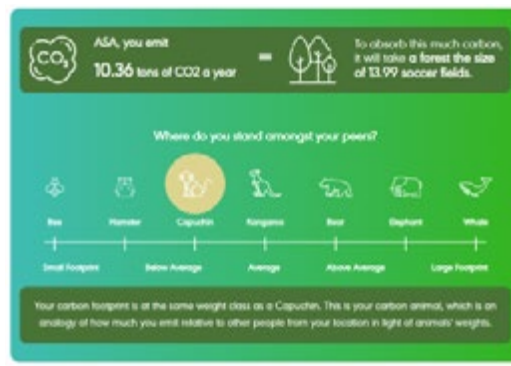 CO₂
ASA, you emit
10.36 tons of CO2 a year
=
To absorb this much carbon,
it will take a forest the size
of 13.99 soccer fields.
Where do you stand amongst your peers?
Bee Hamster Capuchin Kangaroo Bear Elephant Whale
Small Footprint Below Average Average Above Average Large Footprint
Your carbon footprint is at the same weight class as a Capuchin. This is your carbon animal, which is an
analogy of how much you emit relative to other people from your location in light of animals' weights.